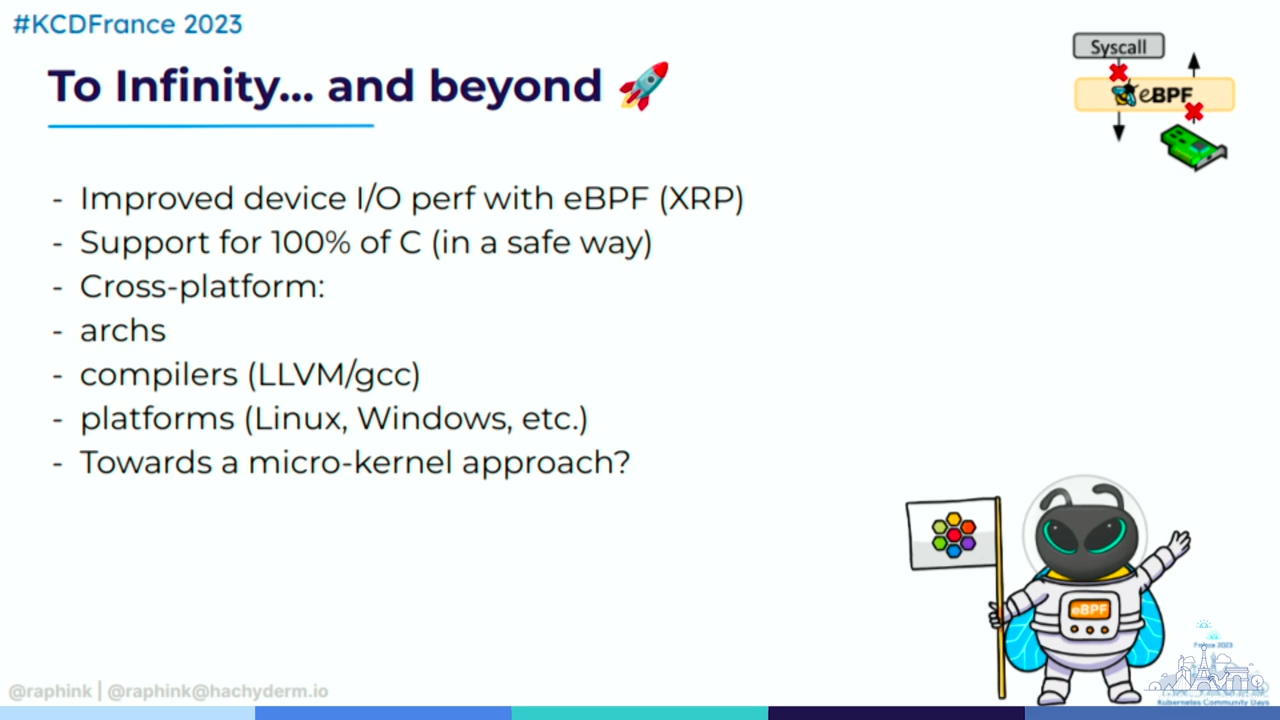 #KCDFrance 2023
Syscall
To Infinity... and beyond 🚀
eBPF
- Improved device I/O perf with eBPF (XRP)
- Support for 100% of C (in a safe way)
- Cross-platform:
- archs
- compilers (LLVM/gcc)
- platforms (Linux, Windows, etc.)
- Towards a micro-kernel approach?
eBPF
France 2023
@raphink | @raphink@hachyderm.io
Kubernetes Community Days